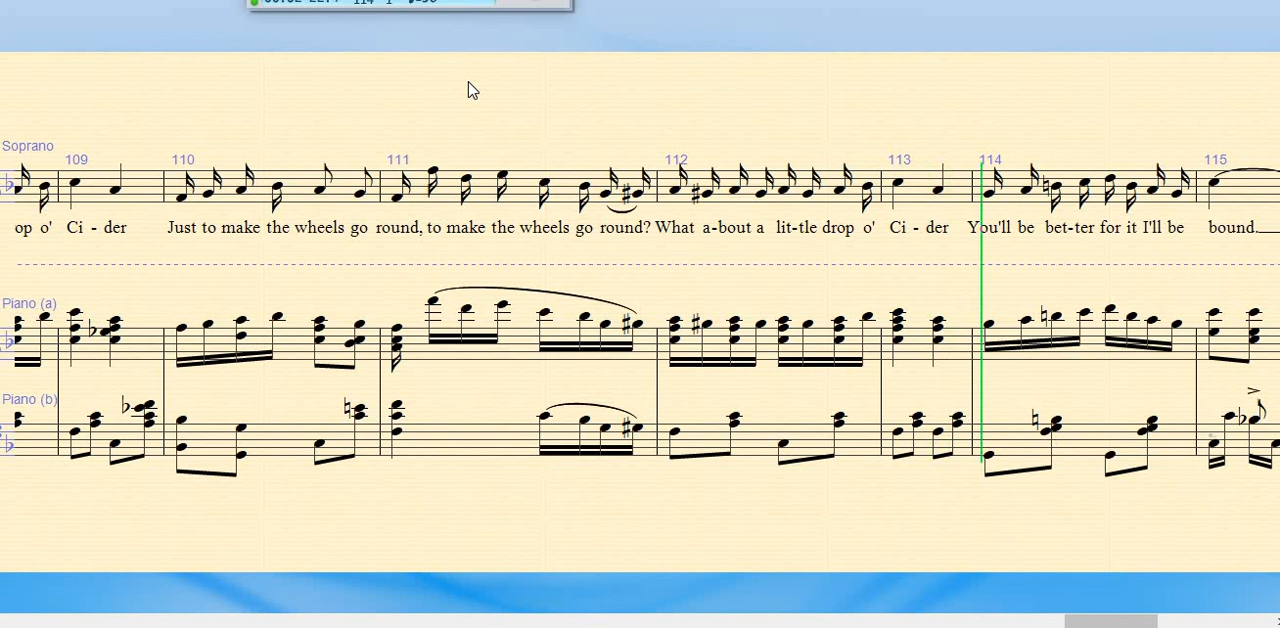 Soprano
109 110 111 112 113 114 115
op o' Ci - der Just to make the wheels go round, to make the wheels go round? What a-bout a lit-tle drop o' Ci - der You'll be bet-ter for it I'll be bound.
Piano (a)
Piano (b)